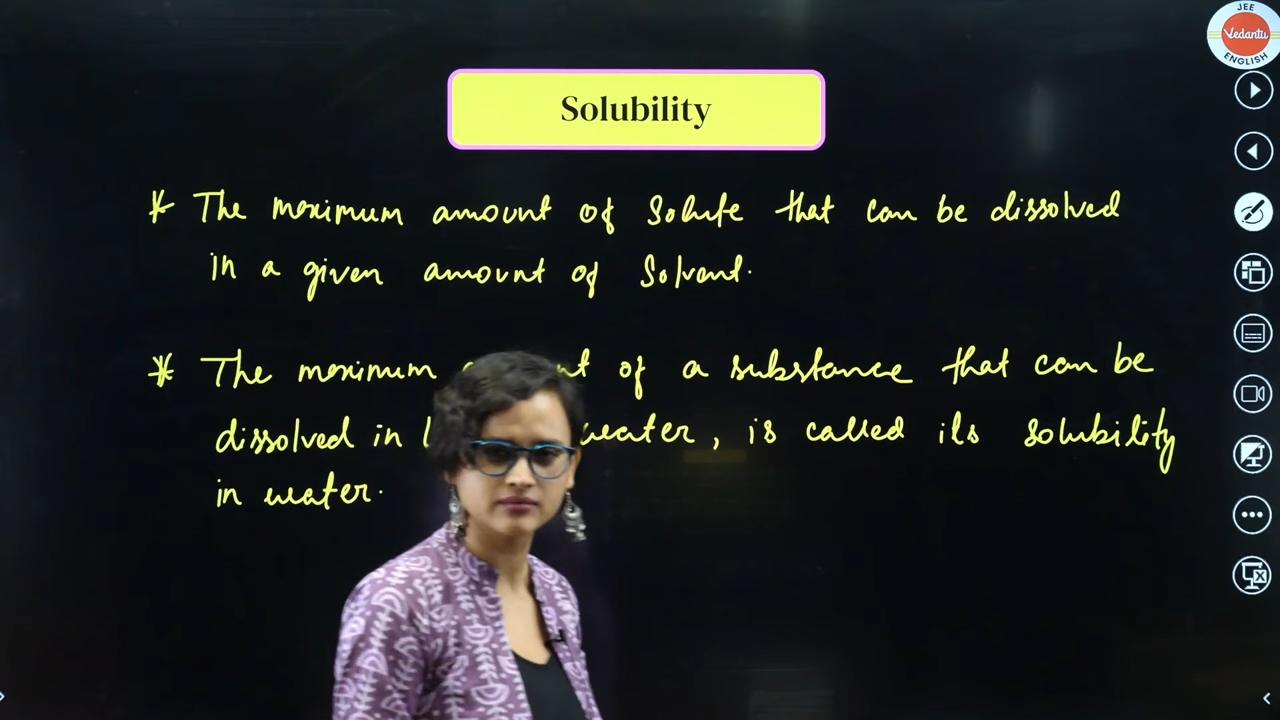 JEE
Vedantu
ENGLISH
Solubility
* The maximum amount of solute that can be dissolved
in a given amount of solvent.
* The maximum of a substance that can be
dissolved in water, is called its solubility
in water.